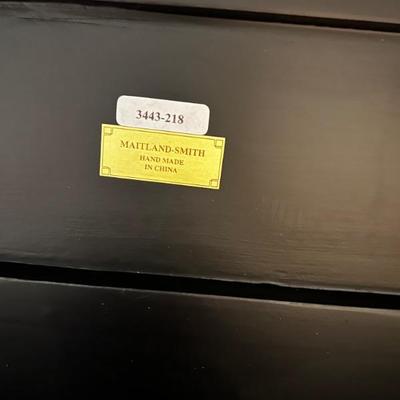 3443-218
MAITLAND-SMITH
HAND MADE
IN CHINA